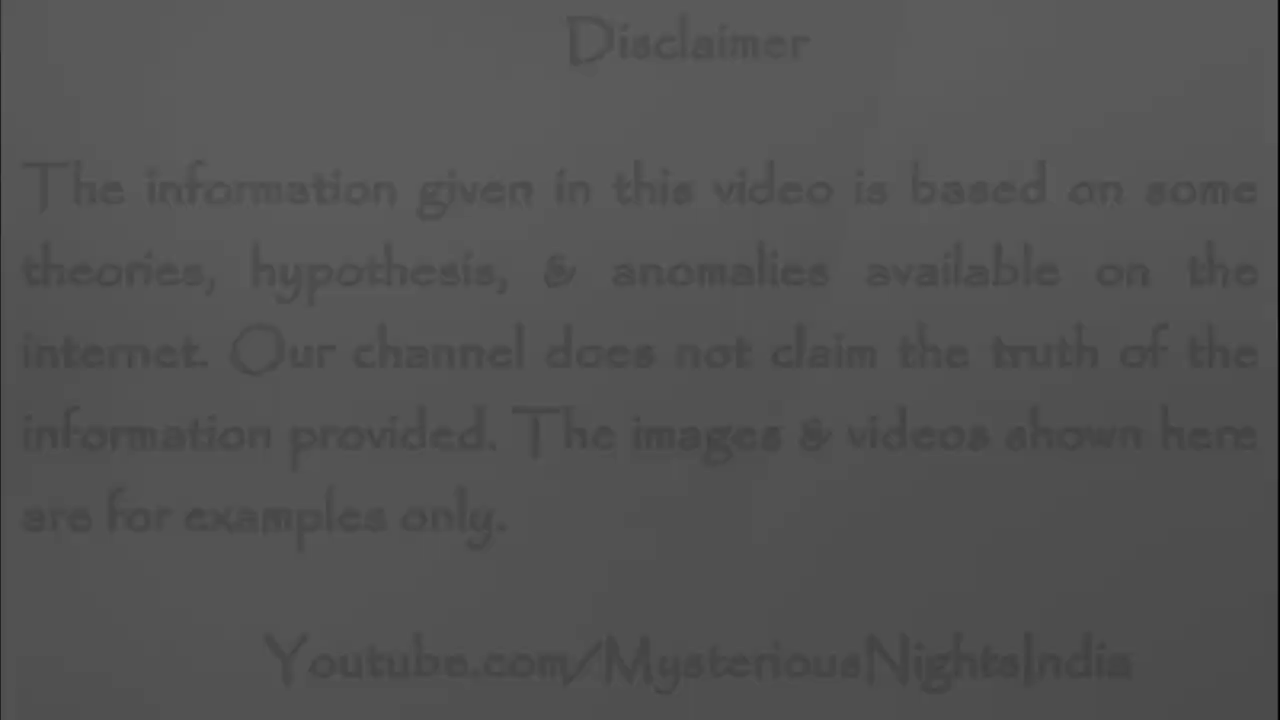 Disclaimer
The information given in this video is based on some
theories, hypothesis, & anomalies available on the
internet. Our channel does not claim the truth of the
information provided. The images & videos shown here
are for examples only.
Youtube.com/MysteriousNightsIndia